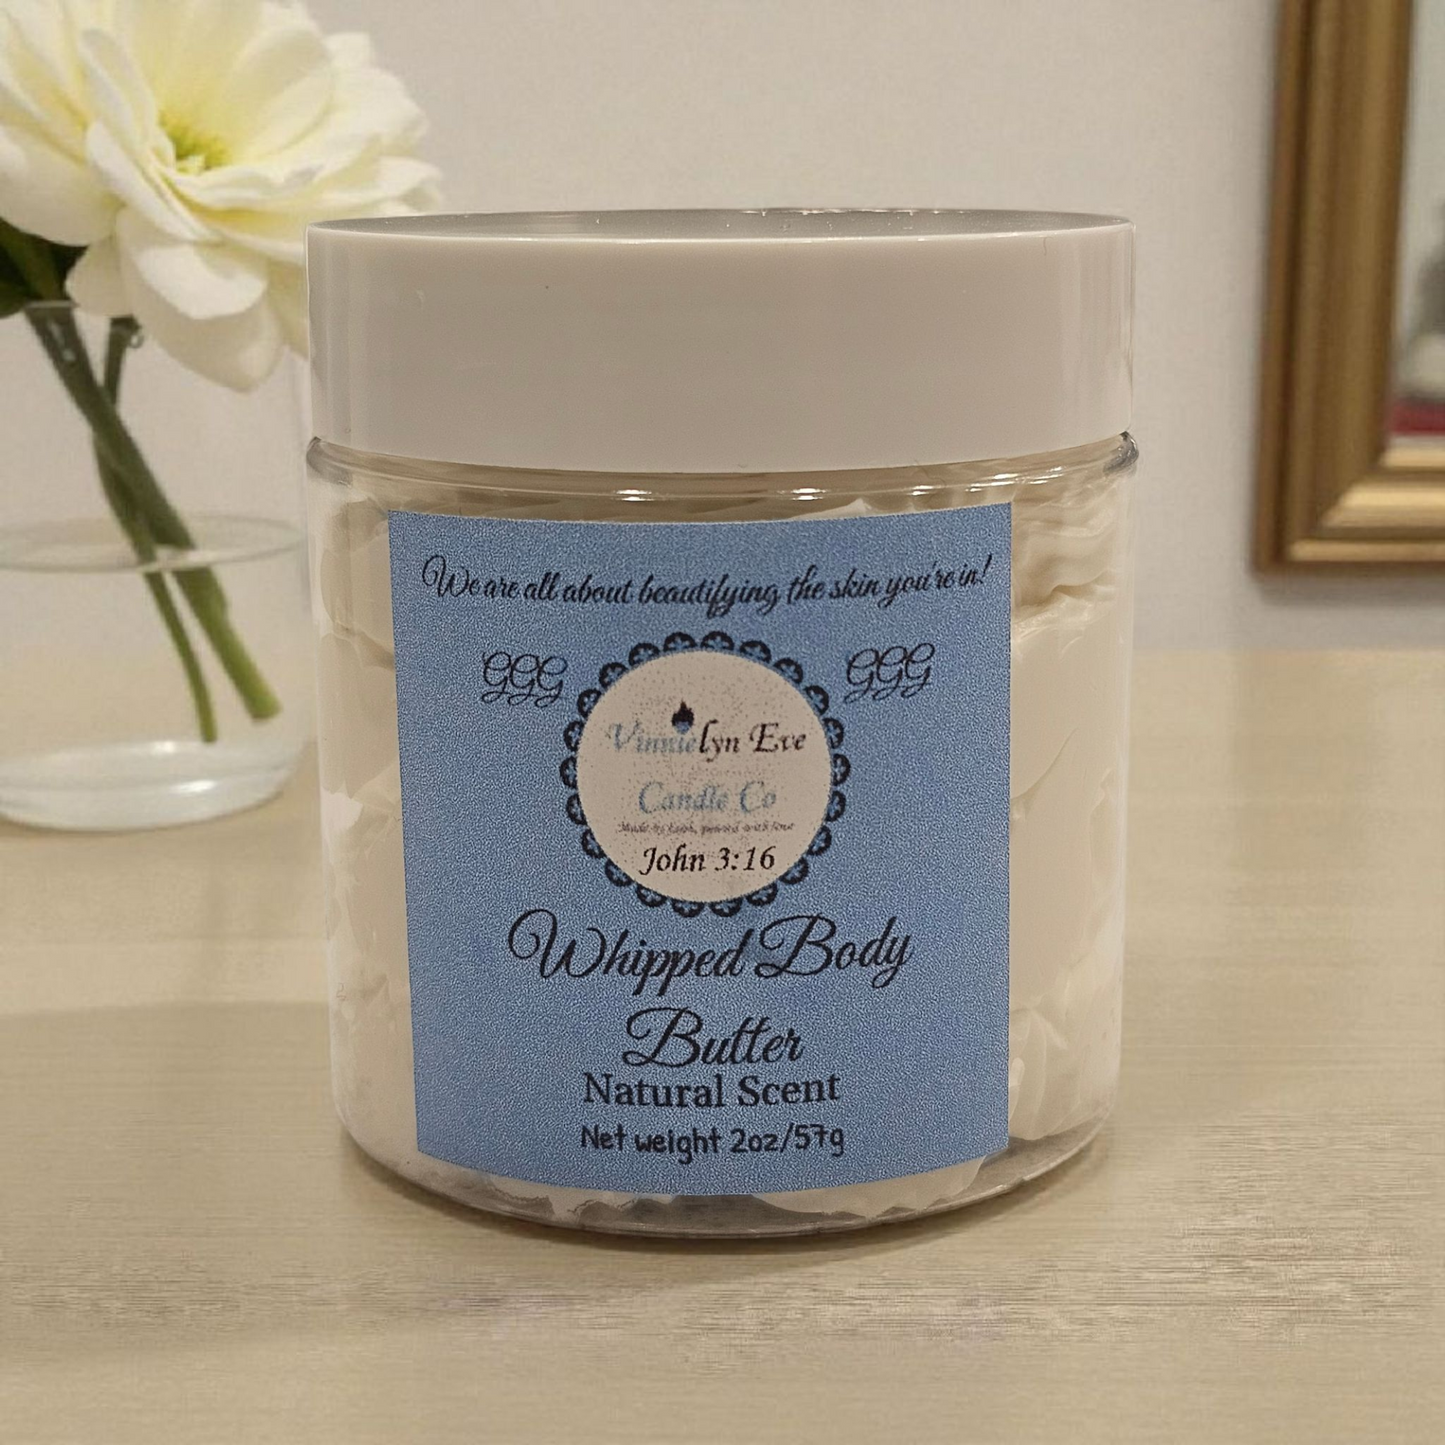 We are all about beautifying the skin you're in!
GGG GGG
Vinnielyn Eve
Candle Co
John 3:16
Whipped Body
Butter
Natural Scent
Net weight 2oz/57g